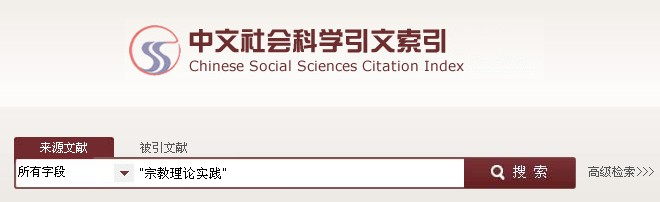 中文社会科学引文索引
Chinese Social Sciences Citation Index
来源文献 被引文献
所有字段 "宗教理论实践" 搜 索 高级检索>>>